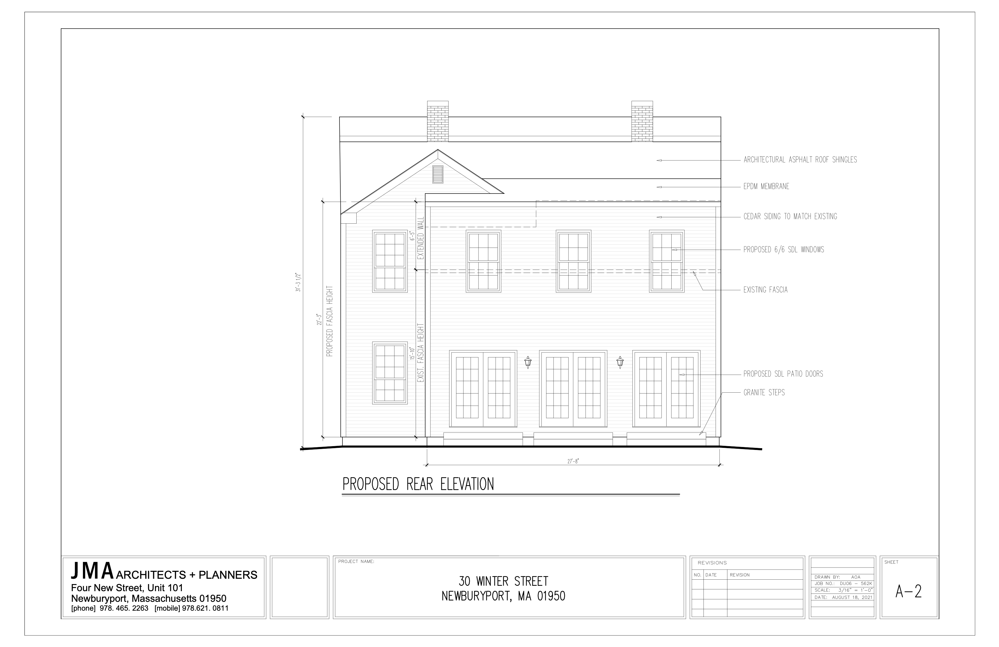 ARCHITECTURAL ASPHALT ROOF SHINGLES
EPDM MEMBRANE
CEDAR SIDING TO MATCH EXISTING
PROPOSED 6/6 SDL WINDOWS
EXISTING FASCIA
PROPOSED SDL PATIO DOORS
GRANITE STEPS
31'-3 1/2"
22'-3"
PROPOSED FASCIA HEIGHT
6'-5"
EXTENDED WALL
15'-10"
EXIST. FASCIA HEIGHT
27'-8"
PROPOSED REAR ELEVATION
JMA ARCHITECTS + PLANNERS
Four New Street, Unit 101
Newburyport, Massachusetts 01950
[phone] 978. 465. 2263 [mobile] 978.621. 0811
PROJECT NAME:
30 WINTER STREET
NEWBURYPORT, MA 01950
REVISIONS
NO. DATE REVISION
DRAWN BY: AOA
JOB NO.: DU06 - 562K
SCALE: 3/16" = 1'-0"
DATE: AUGUST 18, 2021
SHEET
A-2